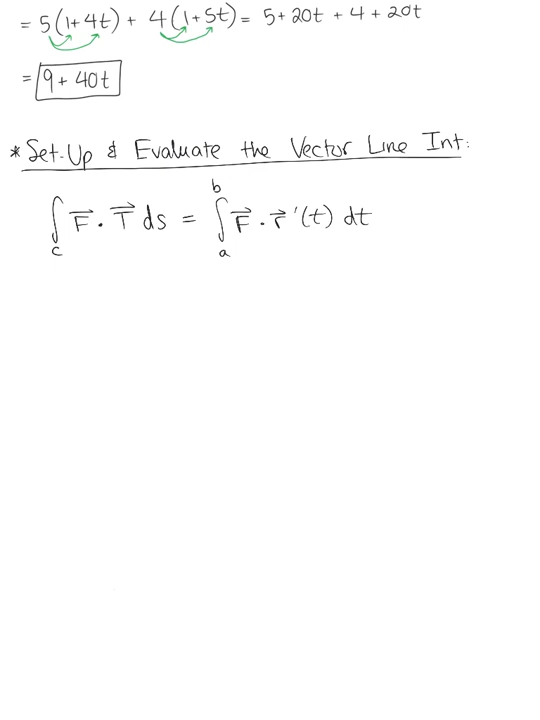 = 5(1+4t) + 4(1+5t) = 5+20t + 4 + 20t
= 9 + 40t
* Set-Up & Evaluate the Vector Line Int:
∫_c F⃗ · T⃗ ds = ∫_a^b F⃗ · r⃗ '(t) dt